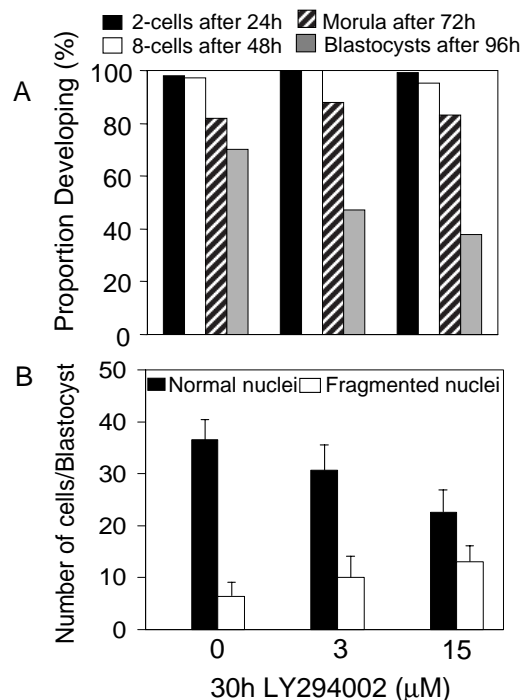 2-cells after 24h Morula after 72h
8-cells after 48h Blastocysts after 96h
A
Proportion Developing (%)
100
80
60
40
20
0
B
Number of cells/Blastocyst
50
40
30
20
10
0
Normal nuclei Fragmented nuclei
0 3 15
30h LY294002 (μM)